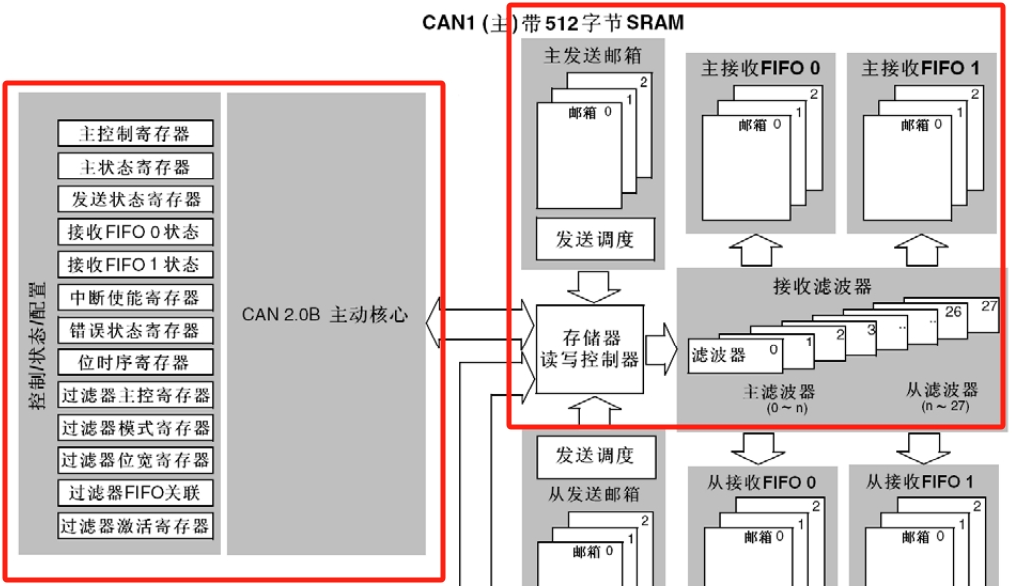 CAN1 (主)带512字节SRAM
主发送邮箱
2
1
邮箱 0
发送调度
主接收FIFO 0
2
1
邮箱 0
主接收FIFO 1
2
1
邮箱 0
控制/状态/配置
主控制寄存器
主状态寄存器
发送状态寄存器
接收FIFO 0状态
接收FIFO 1 状态
中断使能寄存器
错误状态寄存器
位时序寄存器
过滤器主控寄存器
过滤器模式寄存器
过滤器位宽寄存器
过滤器FIFO关联
过滤器激活寄存器
CAN 2.0B 主动核心
存储器
读写控制器
接收滤波器
滤波器 0
1
2
3
..
..
26
27
主滤波器
(0 ~ n)
从滤波器
(n ~ 27)
发送调度
从发送邮箱
2
1
邮箱 0
从接收FIFO 0
2
1
邮箱 0
从接收FIFO 1
2
1
邮箱 0